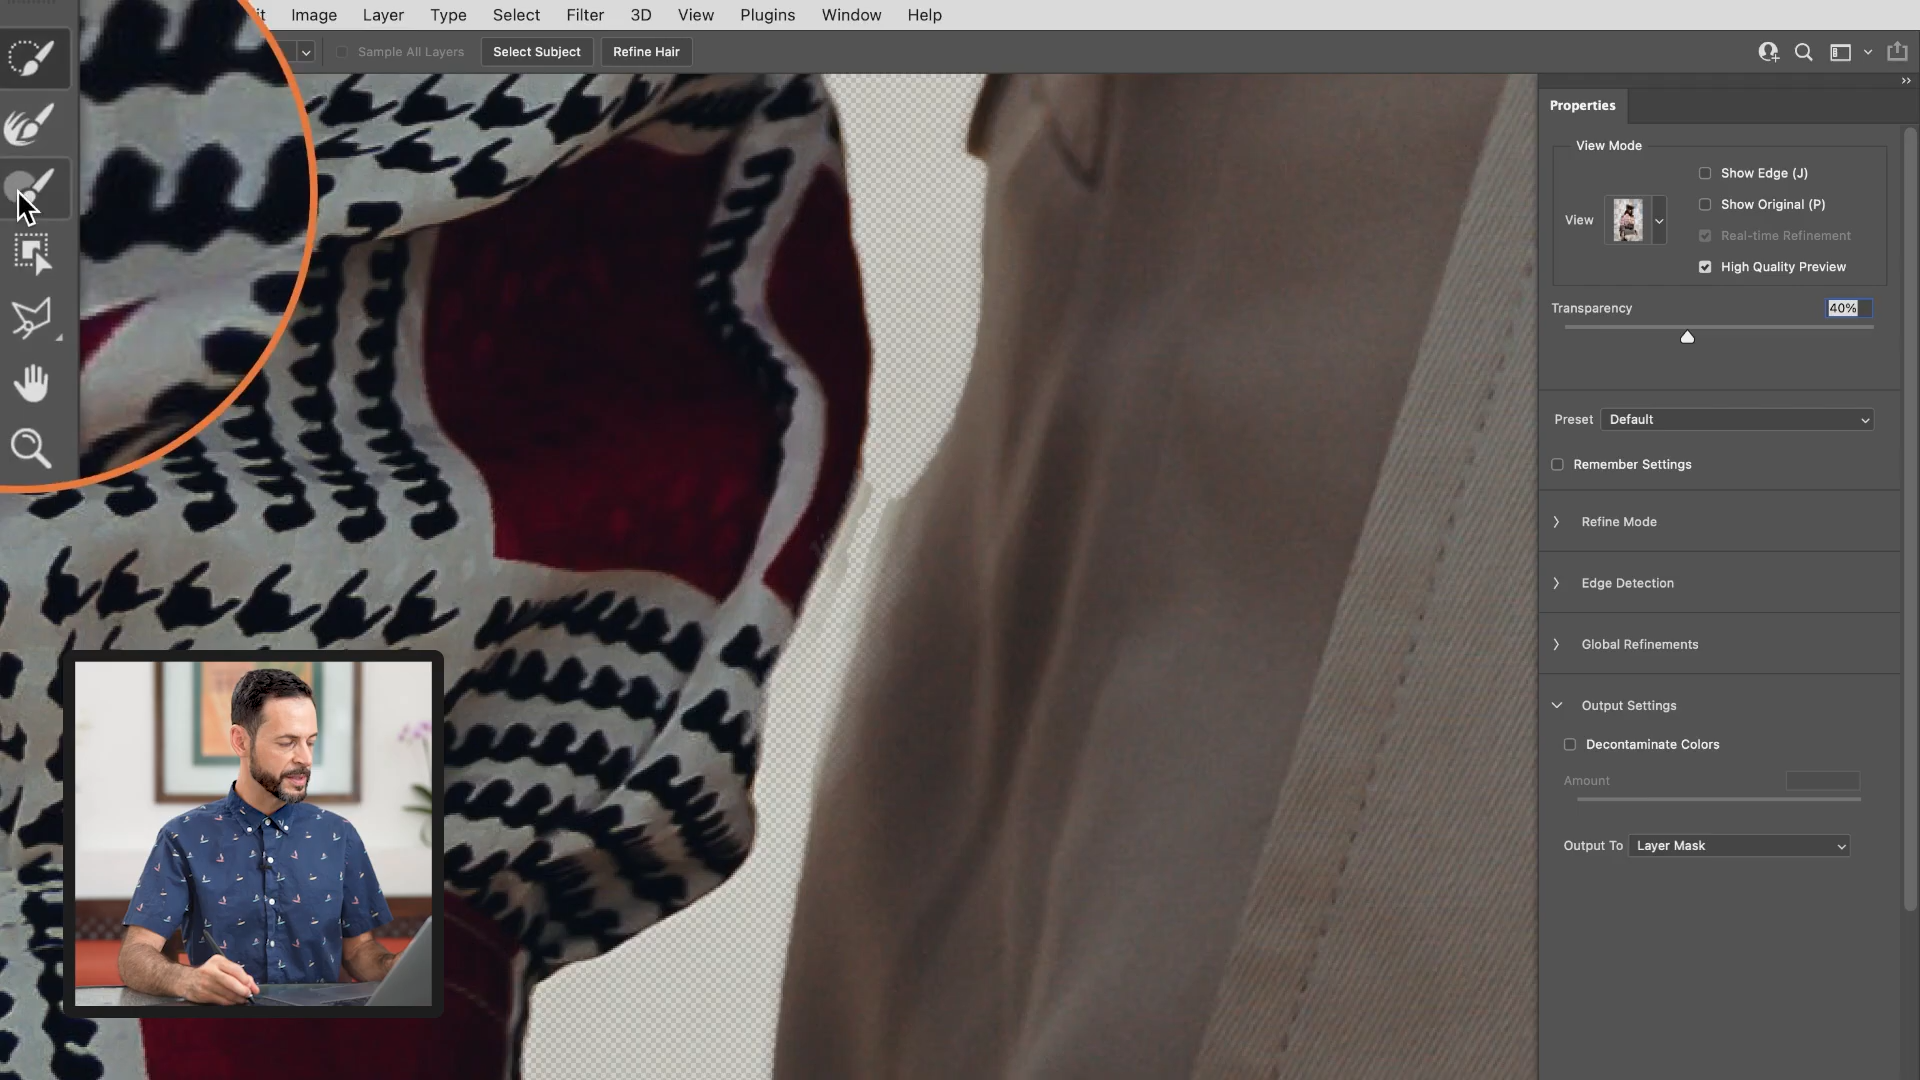 it Image Layer Type Select Filter 3D View Plugins Window Help
Sample All Layers Select Subject Refine Hair
Properties
View Mode
Show Edge (J)
Show Original (P)
View
Real-time Refinement
High Quality Preview
Transparency 40%
Preset Default
Remember Settings
Refine Mode
Edge Detection
Global Refinements
Output Settings
Decontaminate Colors
Amount
Output To Layer Mask